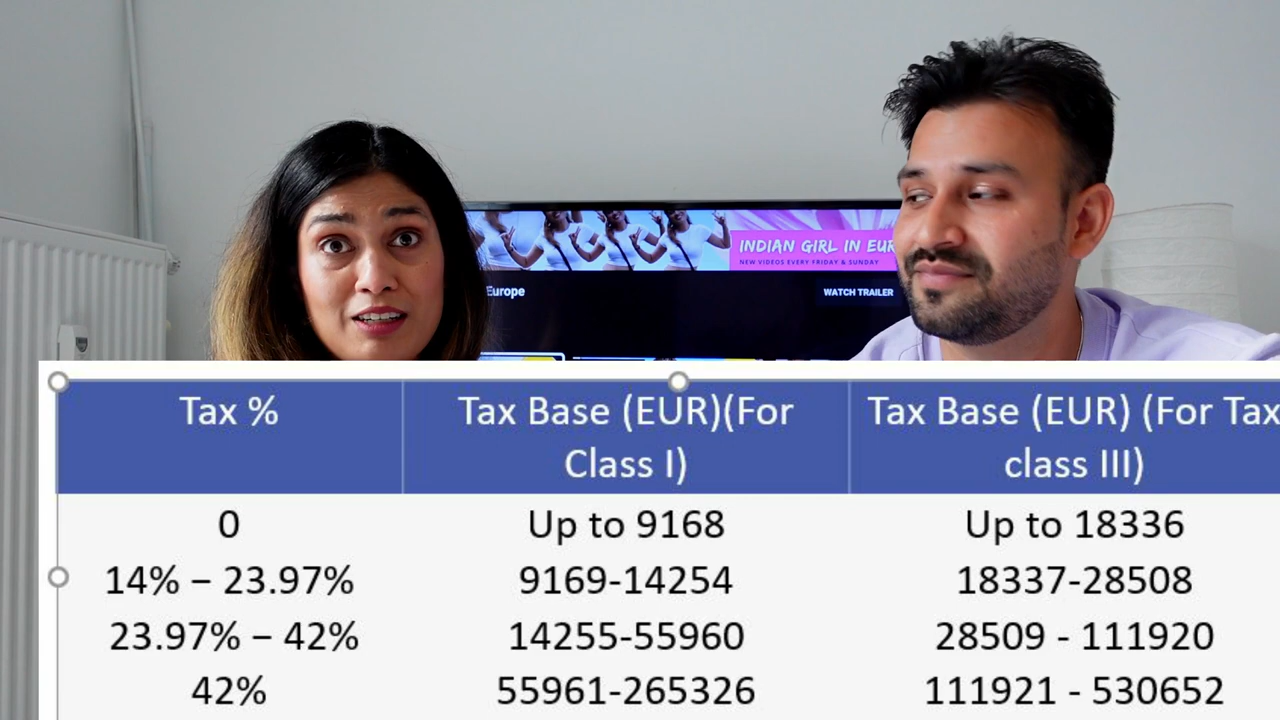 INDIAN GIRL IN EUR
NEW VIDEOS EVERY FRIDAY & SUNDAY
Europe
WATCH TRAILER
Tax %
Tax Base (EUR)(For
Class I)
Tax Base (EUR) (For Tax
class III)
0
Up to 9168
Up to 18336
14% – 23.97%
9169-14254
18337-28508
23.97% – 42%
14255-55960
28509 - 111920
42%
55961-265326
111921 - 530652